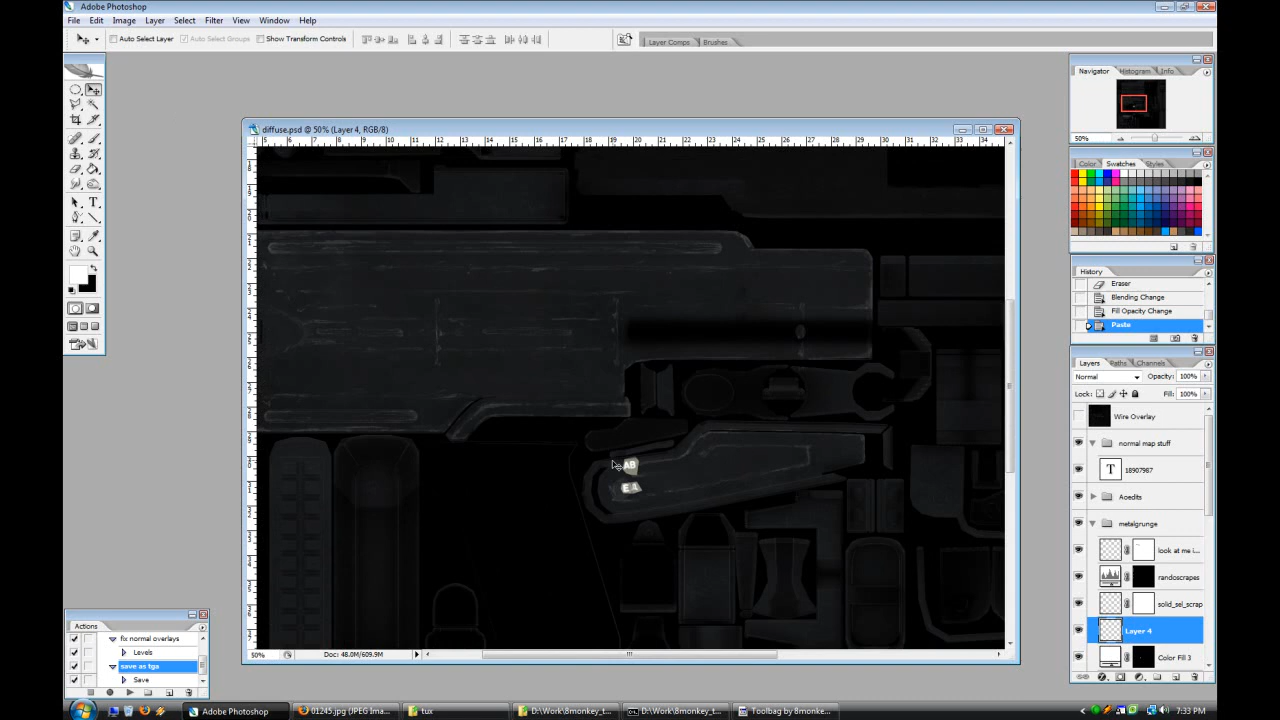 Adobe Photoshop
File Edit Image Layer Select Filter View Window Help
Auto Select Layer Auto Select Groups Show Transform Controls
Layer Comps Brushes
Navigator Histogram Info
50%
Color Swatches Styles
History
Eraser
Blending Change
Fill Opacity Change
Paste
Layers Paths Channels
Normal Opacity: 100%
Lock: Fill: 100%
Wire Overlay
normal map stuff
T 18907987
Aoedits
metalgrunge
look at me i...
randoscrapes
solid_sel_scrap
Layer 4
Color Fill 3
diffuse.psd @ 50% (Layer 4, RGB/8)
AB
E A
50% Doc: 48.0M/609.9M
Actions
fix normal overlays
Levels
save as tga
Save
Adobe Photoshop 01245.jpg (JPEG Ima... tux D:\Work\8monkey_t... D:\Work\8monkey_t... Toolbag by 8monke... 7:33 PM